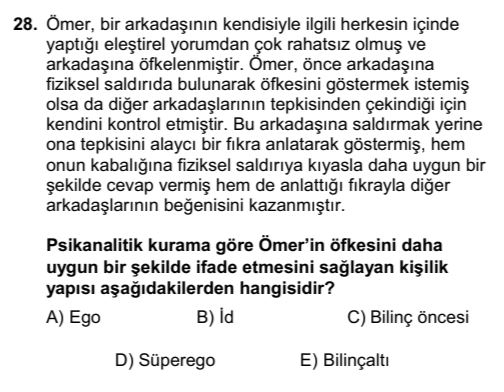 28. Ömer, bir arkadaşının kendisiyle ilgili herkesin içinde
yaptığı eleştirel yorumdan çok rahatsız olmuş ve
arkadaşına öfkelenmiştir. Ömer, önce arkadaşına
fiziksel saldırıda bulunarak öfkesini göstermek istemiş
olsa da diğer arkadaşlarının tepkisinden çekindiği için
kendini kontrol etmiştir. Bu arkadaşına saldırmak yerine
ona tepkisini alaycı bir fıkra anlatarak göstermiş, hem
onun kabalığına fiziksel saldırıya kıyasla daha uygun bir
şekilde cevap vermiş hem de anlattığı fıkrayla diğer
arkadaşlarının beğenisini kazanmıştır.
Psikanalitik kurama göre Ömer'in öfkesini daha
uygun bir şekilde ifade etmesini sağlayan kişilik
yapısı aşağıdakilerden hangisidir?
A) Ego B) İd C) Bilinç öncesi
D) Süperego E) Bilinçaltı